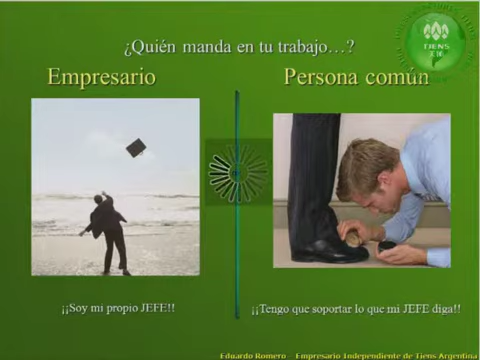 ¿Quién manda en tu trabajo…?
Empresario
Persona común
TIENS
¡¡Soy mi propio JEFE!!
¡¡Tengo que soportar lo que mi JEFE diga!!
Eduardo Romero - Empresario Independiente de Tiens Argentina